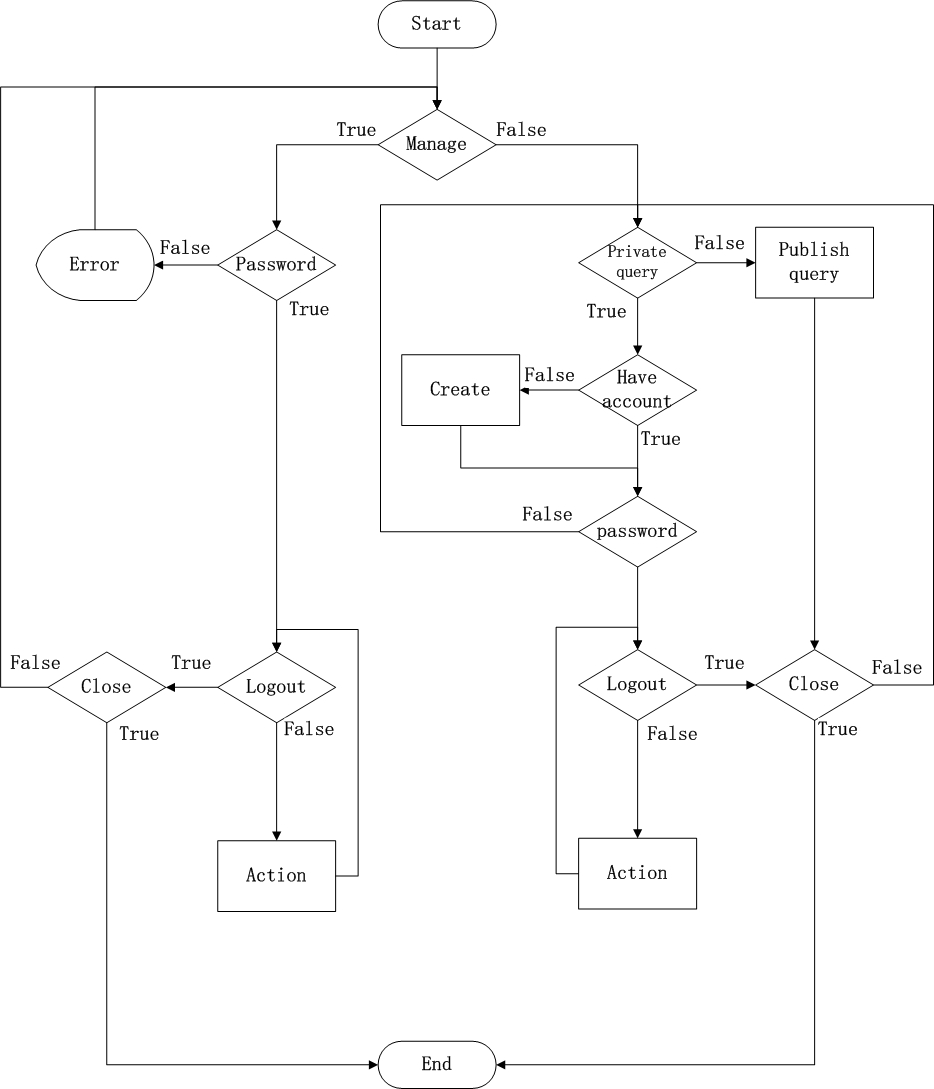 Start
True
Manage
False
Error
False
Password
True
Private
query
False
Publish
query
True
Create
False
Have
account
True
False
password
False
Close
True
Logout
True
False
Logout
True
Close
False
False
True
Action
Action
End